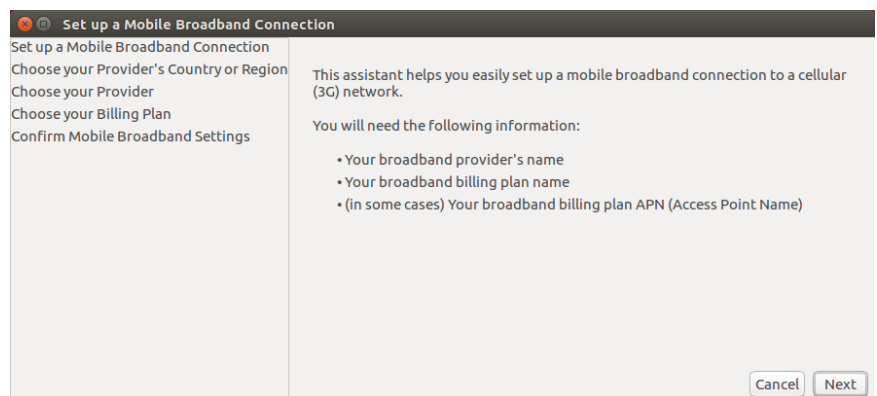 Set up a Mobile Broadband Connection
Set up a Mobile Broadband Connection
Choose your Provider's Country or Region
Choose your Provider
Choose your Billing Plan
Confirm Mobile Broadband Settings
This assistant helps you easily set up a mobile broadband connection to a cellular
(3G) network.
You will need the following information:
• Your broadband provider's name
• Your broadband billing plan name
• (in some cases) Your broadband billing plan APN (Access Point Name)
Cancel Next